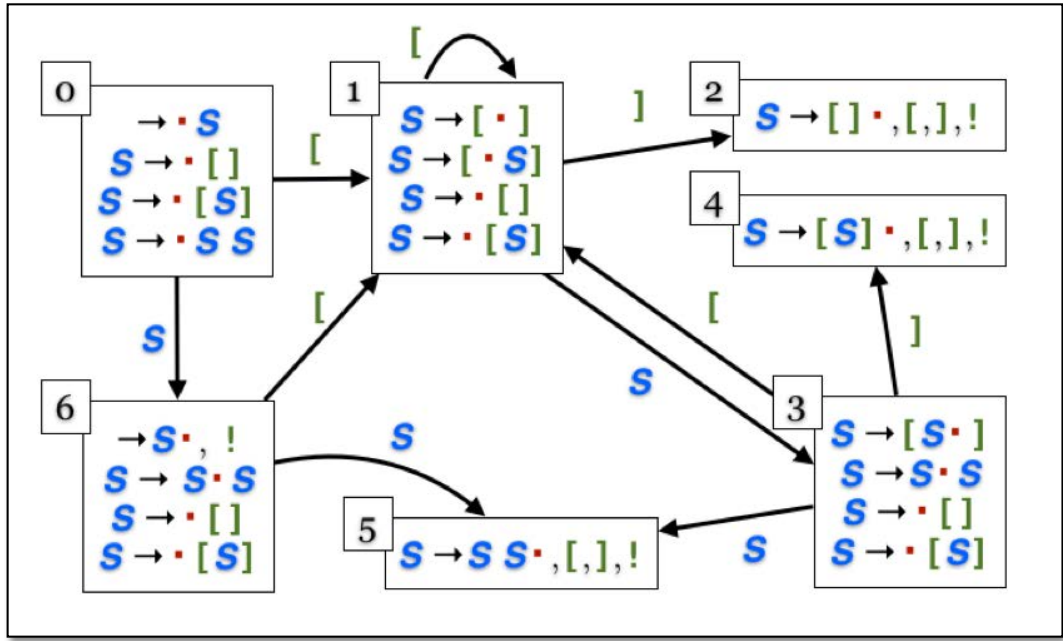 0
→ · S
S → · [ ]
S → · [ S ]
S → · S S
[
1
[
S → [ · ]
S → [ · S ]
S → · [ ]
S → · [ S ]
]
2
S → [ ] · , [ , ] , !
4
S → [ S ] · , [ , ] , !
S
[
[
S
]
6
→ S · , !
S → S · S
S → · [ ]
S → · [ S ]
S
5
S → S S · , [ , ] , !
S
3
S → [ S · ]
S → S · S
S → · [ ]
S → · [ S ]